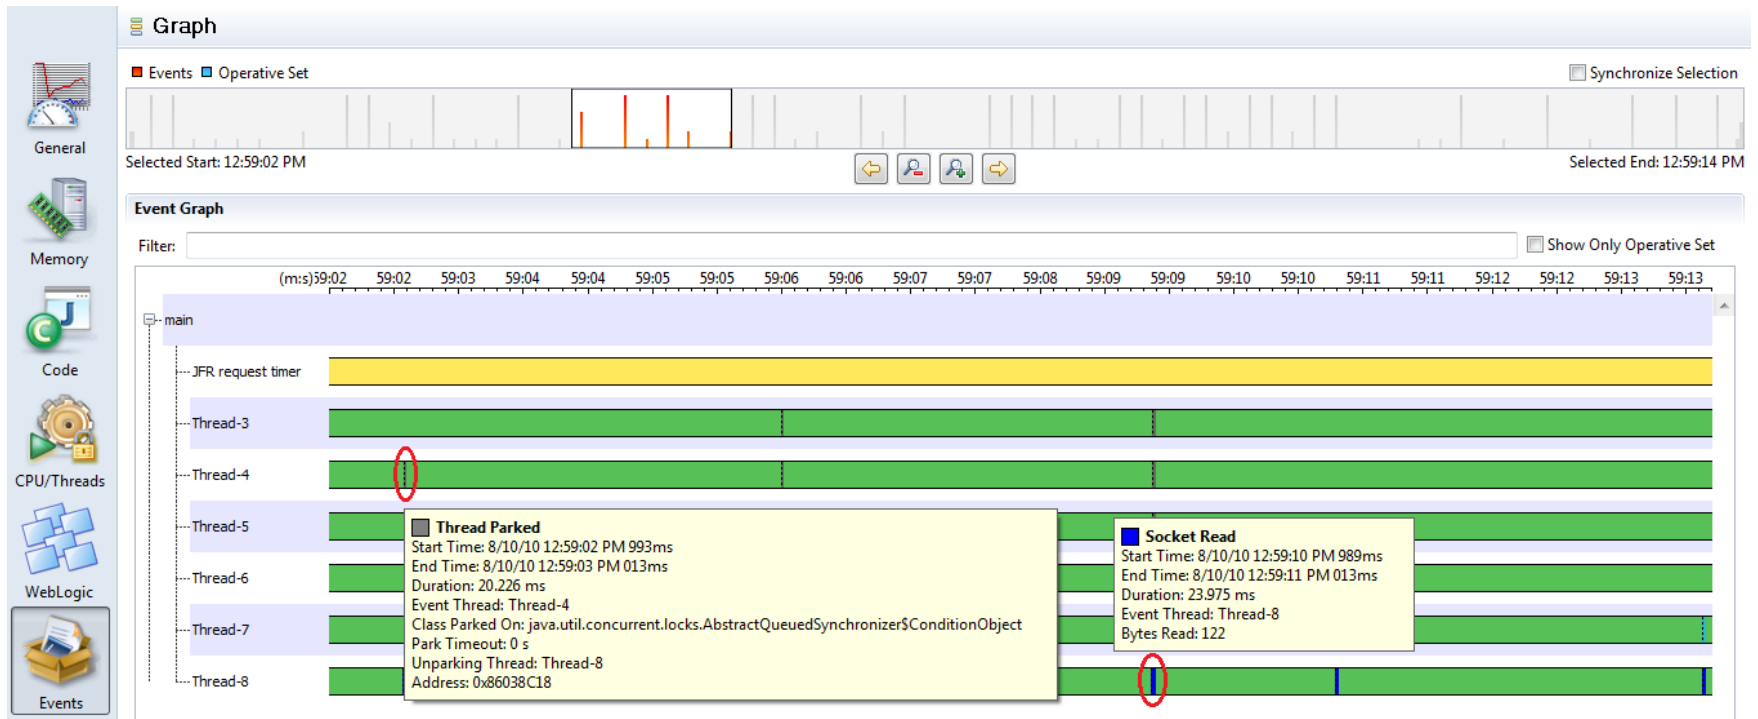 Graph
Events Operative Set
Synchronize Selection
General
Selected Start: 12:59:02 PM
Selected End: 12:59:14 PM
Event Graph
Filter:
Show Only Operative Set
Memory
(m:s) 59:02 59:02 59:03 59:04 59:04 59:05 59:05 59:06 59:06 59:07 59:07 59:08 59:09 59:09 59:10 59:10 59:11 59:11 59:12 59:12 59:13 59:13
main
Code
JFR request timer
Thread-3
Thread-4
CPU/Threads
Thread-5
Thread Parked
Start Time: 8/10/10 12:59:02 PM 993ms
End Time: 8/10/10 12:59:03 PM 013ms
Duration: 20.226 ms
Event Thread: Thread-4
Class Parked On: java.util.concurrent.locks.AbstractQueuedSynchronizer$ConditionObject
Park Timeout: 0 s
Unparking Thread: Thread-8
Address: 0x86038C18
Socket Read
Start Time: 8/10/10 12:59:10 PM 989ms
End Time: 8/10/10 12:59:11 PM 013ms
Duration: 23.975 ms
Event Thread: Thread-8
Bytes Read: 122
Thread-6
WebLogic
Thread-7
Thread-8
Events